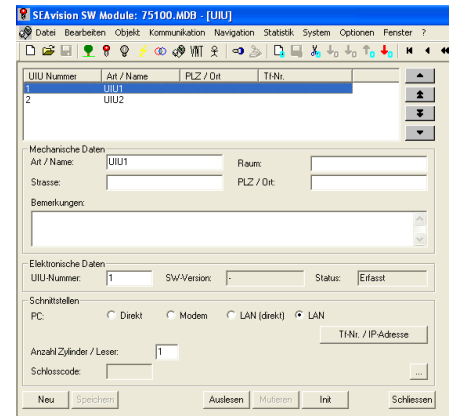 SEAvision SW Module: 75100.MDB - [UIU]
Datei Bearbeiten Objekt Kommunikation Navigation Statistik System Optionen Fenster ?
UIU Nummer Art / Name PLZ / Ort Tf-Nr.
1 UIU1
2 UIU2
Mechanische Daten
Art / Name: UIU1 Raum:
Strasse: PLZ / Ort:
Bemerkungen:
Elektronische Daten
UIU-Nummer: 1 SW-Version: - Status: Erfasst
Schnittstellen
PC: Direkt Modem LAN (direkt) LAN
Tf-Nr. / IP-Adresse
Anzahl Zylinder / Leser: 1
Schlosscode: ...
Neu Speichern Auslesen Mutieren Init Schliessen